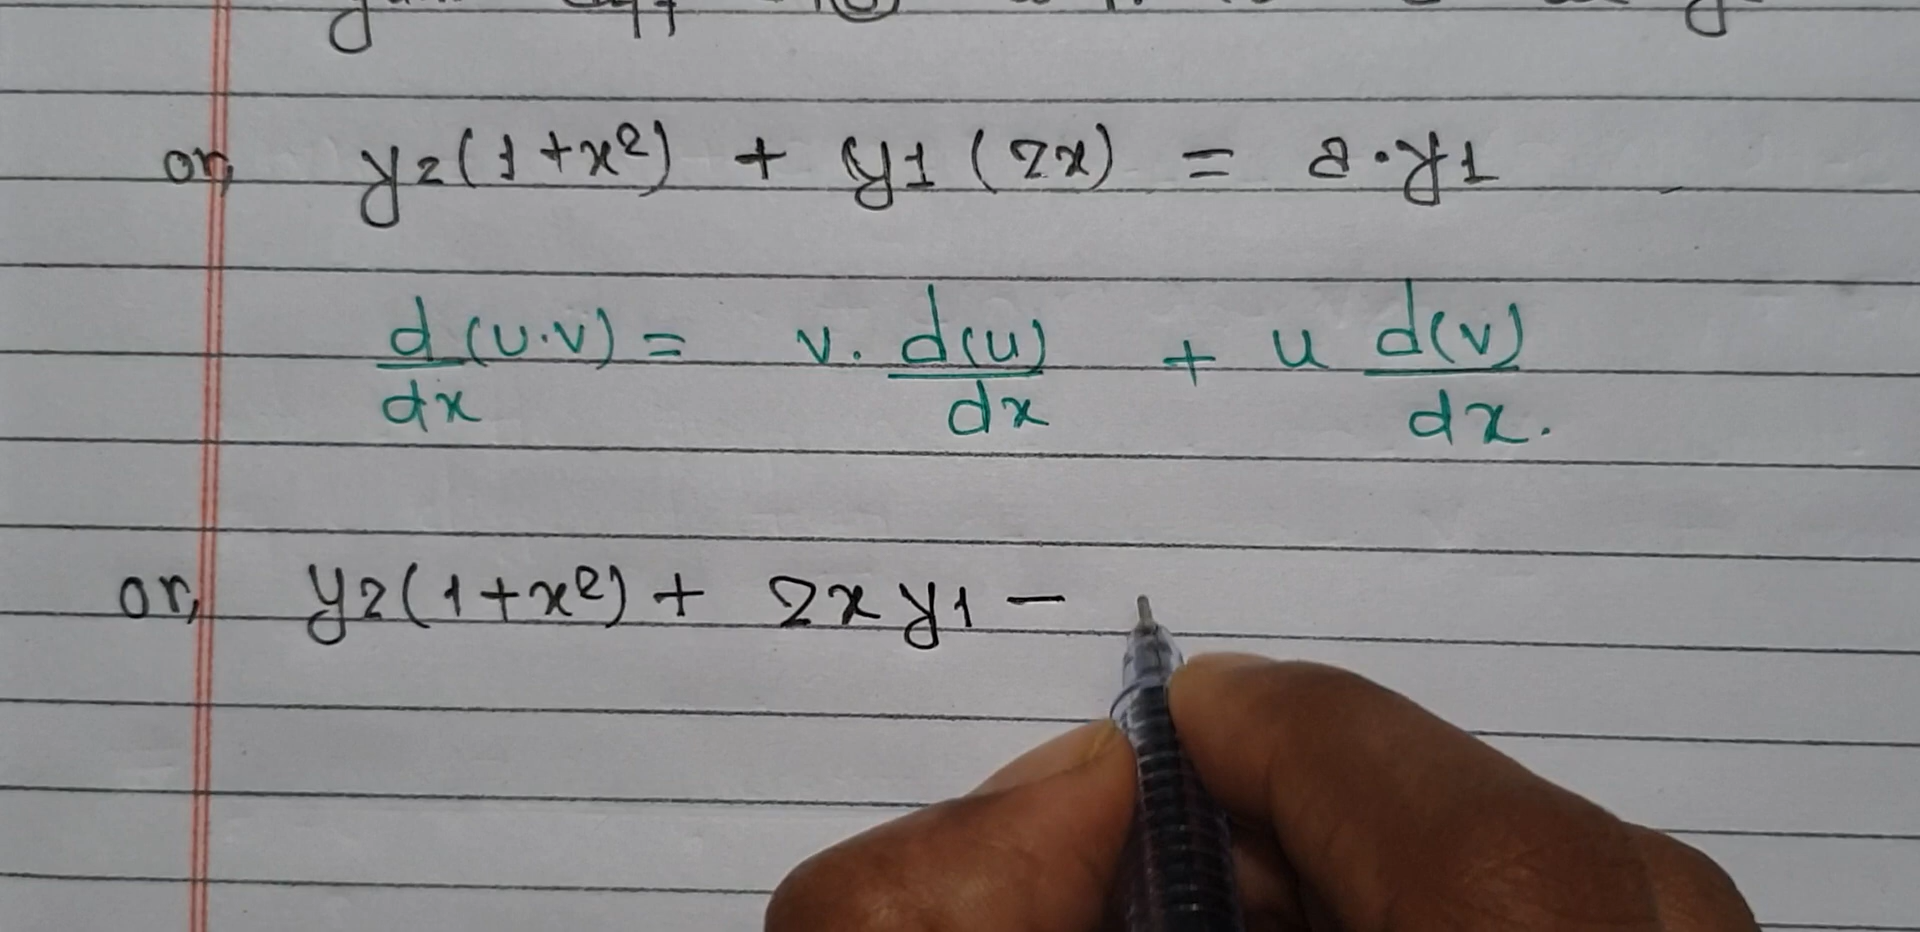 or, y2(1+x²) + y1(2x) = a·y1
d/dx (u·v) = v· d(u)/dx + u d(v)/dx.
or, y2(1+x²) + 2xy1 −